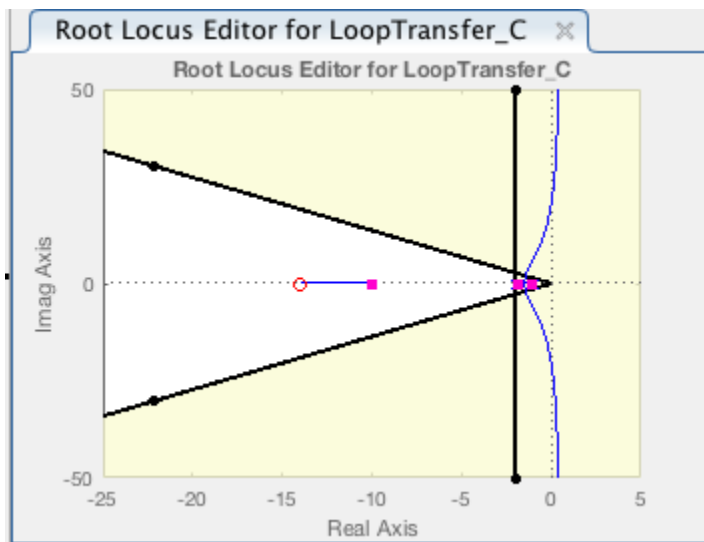 Root Locus Editor for LoopTransfer_C
Root Locus Editor for LoopTransfer_C
50
0
-50
Imag Axis
-25 -20 -15 -10 -5 0 5
Real Axis